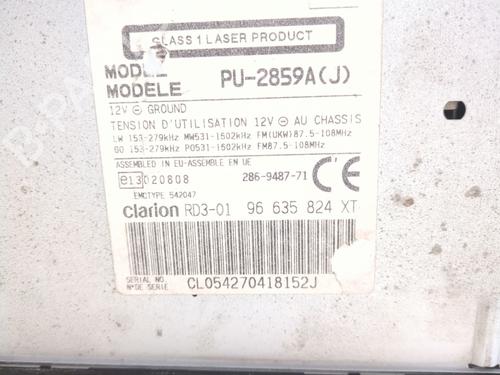 CLASS 1 LASER PRODUCT
MODEL
MODELE PU-2859A(J)
12V ⎓ GROUND
TENSION D'UTILISATION 12V ⎓ AU CHASSIS
LW 153-279kHz MW531-1602kHz FM(UKW)87.5-108MHz
GO 153-279kHz PO531-1602kHz FM87.5-108MHz
ASSEMBLED IN EU-ASSEMBLE EN UE
e13 020808 286-9487-71 CE
EMCTYPE 542047
Clarion RD3-01 96 635 824 XT
SERIAL NO.
N° DE SERIE CL054270418152J